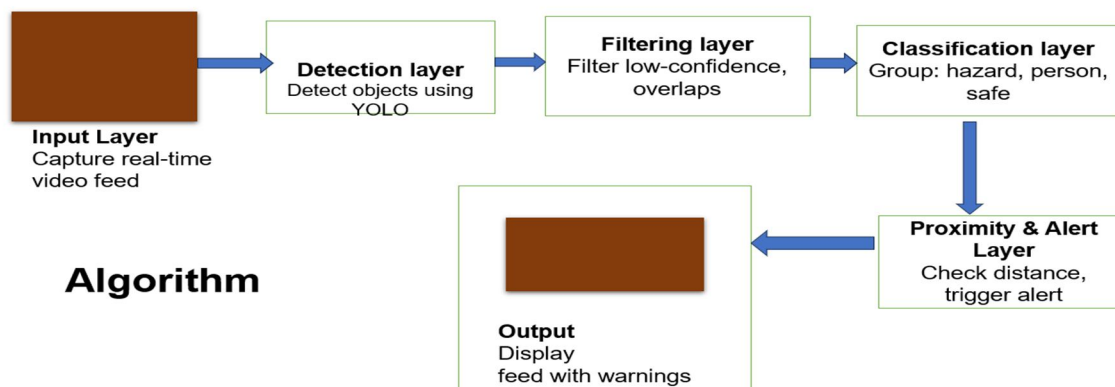 Input Layer
Capture real-time
video feed
Detection layer
Detect objects using
YOLO
Filtering layer
Filter low-confidence,
overlaps
Classification layer
Group: hazard, person,
safe
Proximity & Alert
Layer
Check distance,
trigger alert
Output
Display
feed with warnings
Algorithm